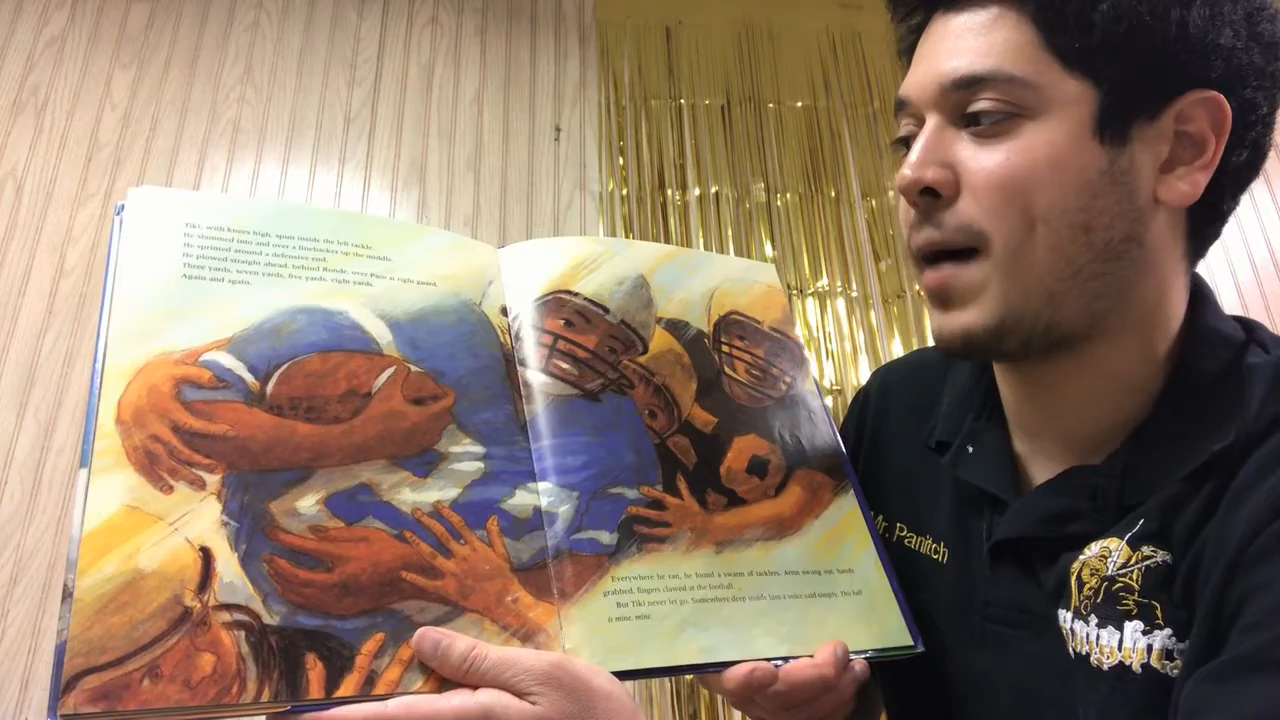 Tiki, with knees high, spun inside the left tackle.
He slammed into and over a linebacker up the middle.
He sprinted around a defensive end.
He plowed straight ahead, behind Ronde, over Paco at right guard.
Three yards, seven yards, five yards, eight yards.
Again and again.
Everywhere he ran, he found a swarm of tacklers. Arms swung out, hands
grabbed, fingers clawed at the football.
But Tiki never let go. Somewhere deep inside him a voice said simply, This ball
is mine, mine.
Mr. Panitch
Knights